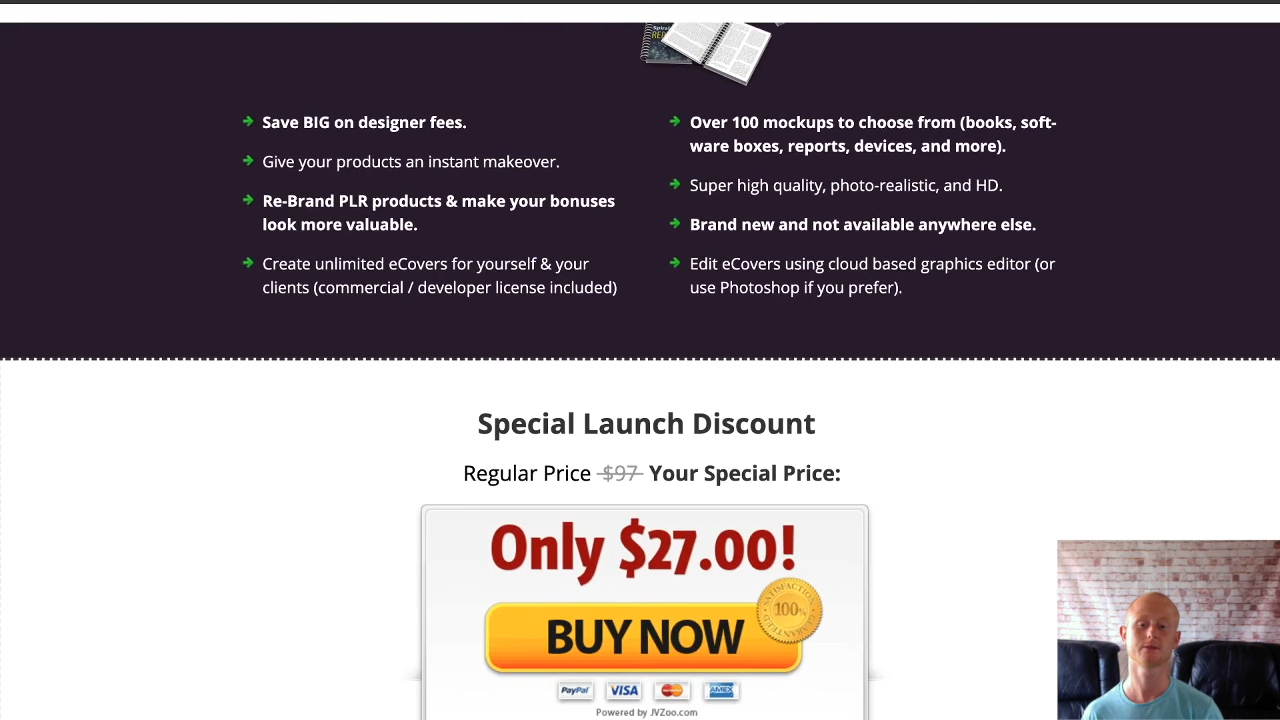 REP
Save BIG on designer fees.
Give your products an instant makeover.
Re-Brand PLR products & make your bonuses
look more valuable.
Create unlimited eCovers for yourself & your
clients (commercial / developer license included)
Over 100 mockups to choose from (books, soft-
ware boxes, reports, devices, and more).
Super high quality, photo-realistic, and HD.
Brand new and not available anywhere else.
Edit eCovers using cloud based graphics editor (or
use Photoshop if you prefer).
Special Launch Discount
Regular Price $97 Your Special Price:
Only $27.00!
SATISFACTION
100%
GUARANTEED
BUY NOW
PayPal VISA MasterCard AMEX
Powered by JVZoo.com